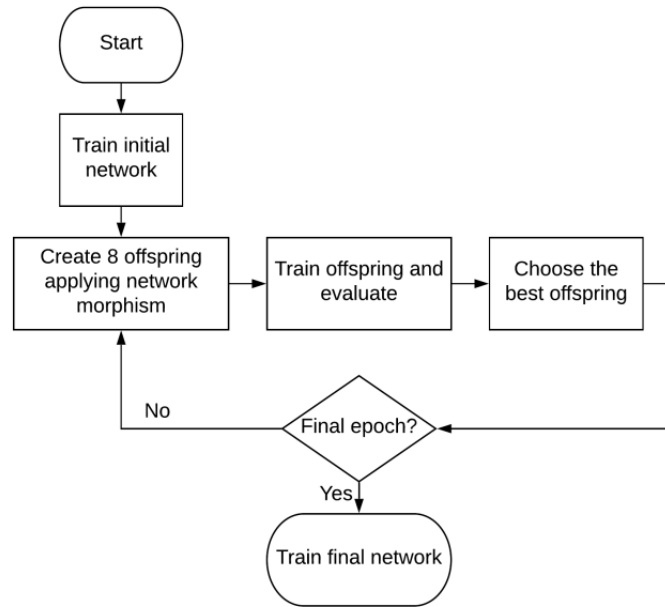 Start
Train initial
network
Create 8 offspring
applying network
morphism
Train offspring and
evaluate
Choose the
best offspring
Final epoch?
No
Yes
Train final network